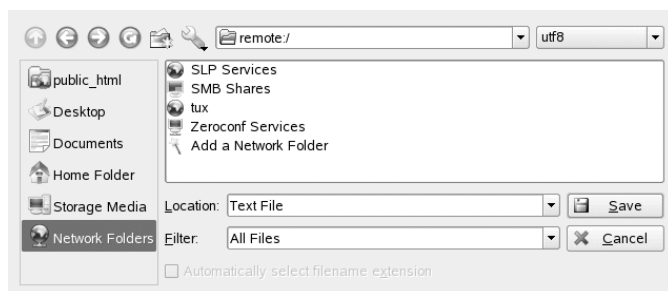 remote:/
utf8
public_html
Desktop
Documents
Home Folder
Storage Media
Network Folders
SLP Services
SMB Shares
tux
Zeroconf Services
Add a Network Folder
Location: Text File
Save
Filter: All Files
Cancel
Automatically select filename extension